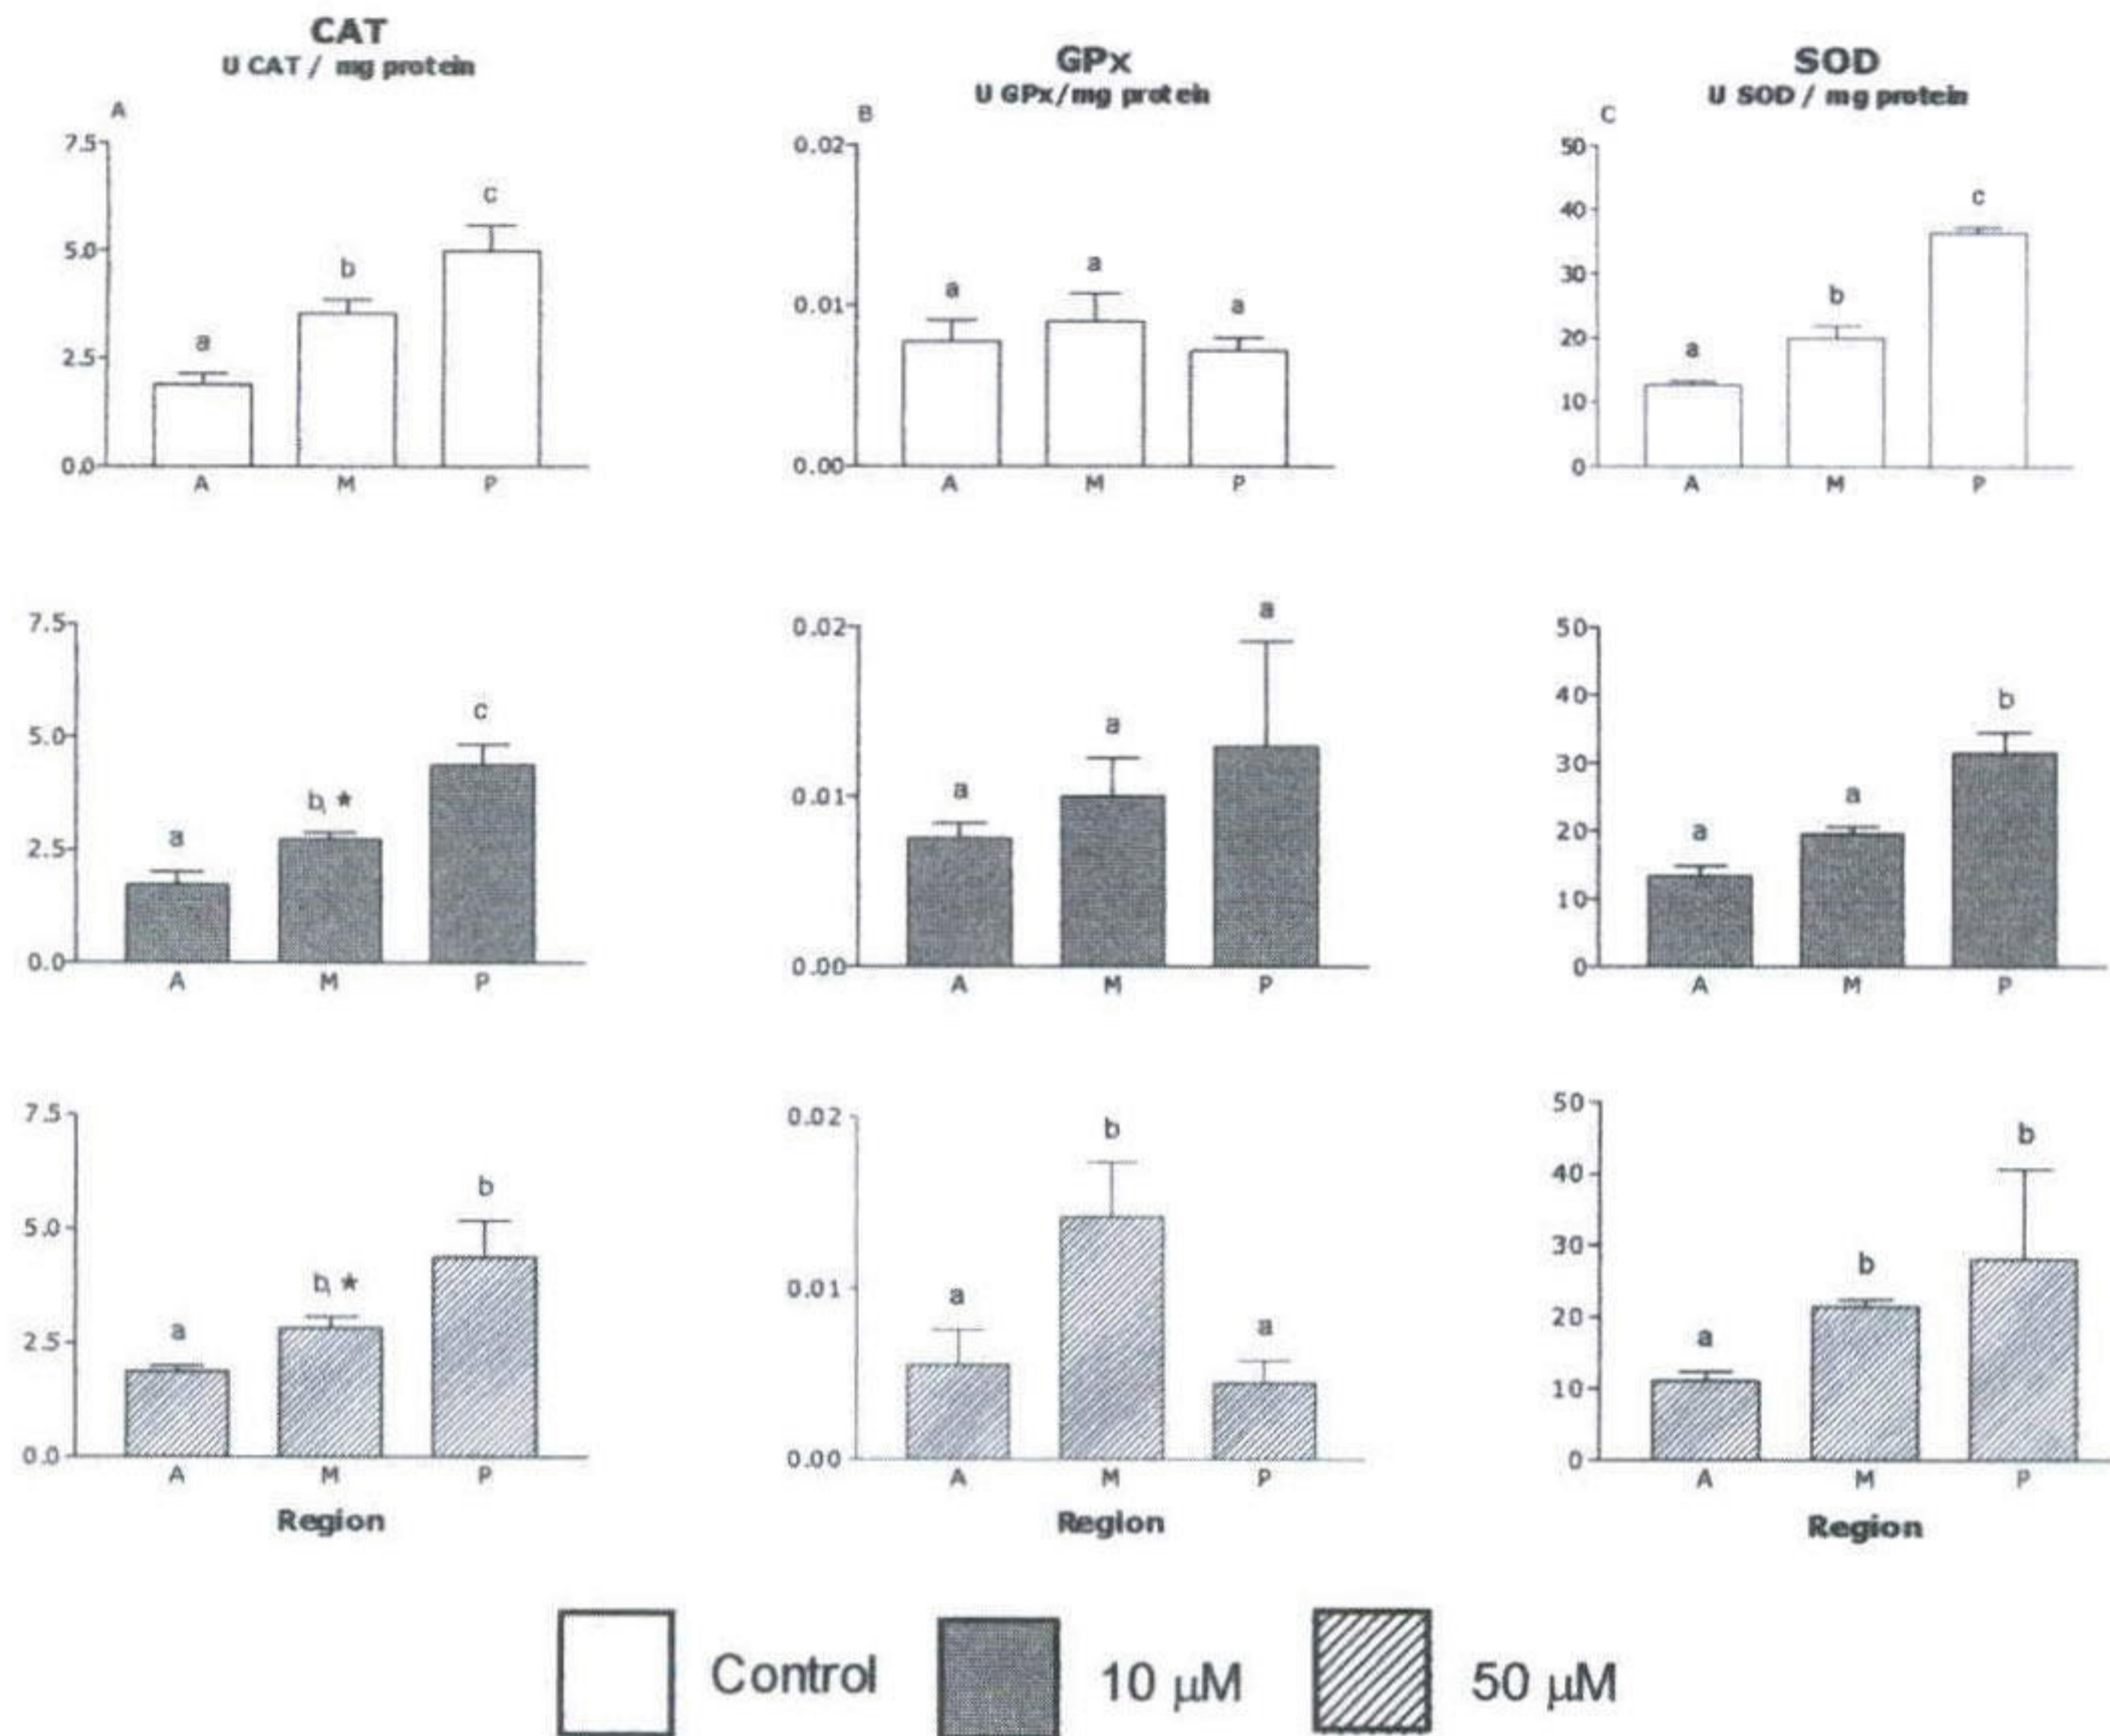 CAT
U CAT / mg protein
GPx
U GPx/mg protein
SOD
U SOD / mg protein
A
7.5
5.0
2.5
0.0
a
b
c
A M P
B
0.02
0.01
0.00
a
a
a
A M P
C
50
40
30
20
10
0
a
b
c
A M P
7.5
5.0
2.5
0.0
a
b, *
c
A M P
0.02
0.01
0.00
a
a
a
A M P
50
40
30
20
10
0
a
a
b
A M P
7.5
5.0
2.5
0.0
a
b, *
b
A M P
Region
0.02
0.01
0.00
a
b
a
A M P
Region
50
40
30
20
10
0
a
b
b
A M P
Region
Control
10 µM
50 µM